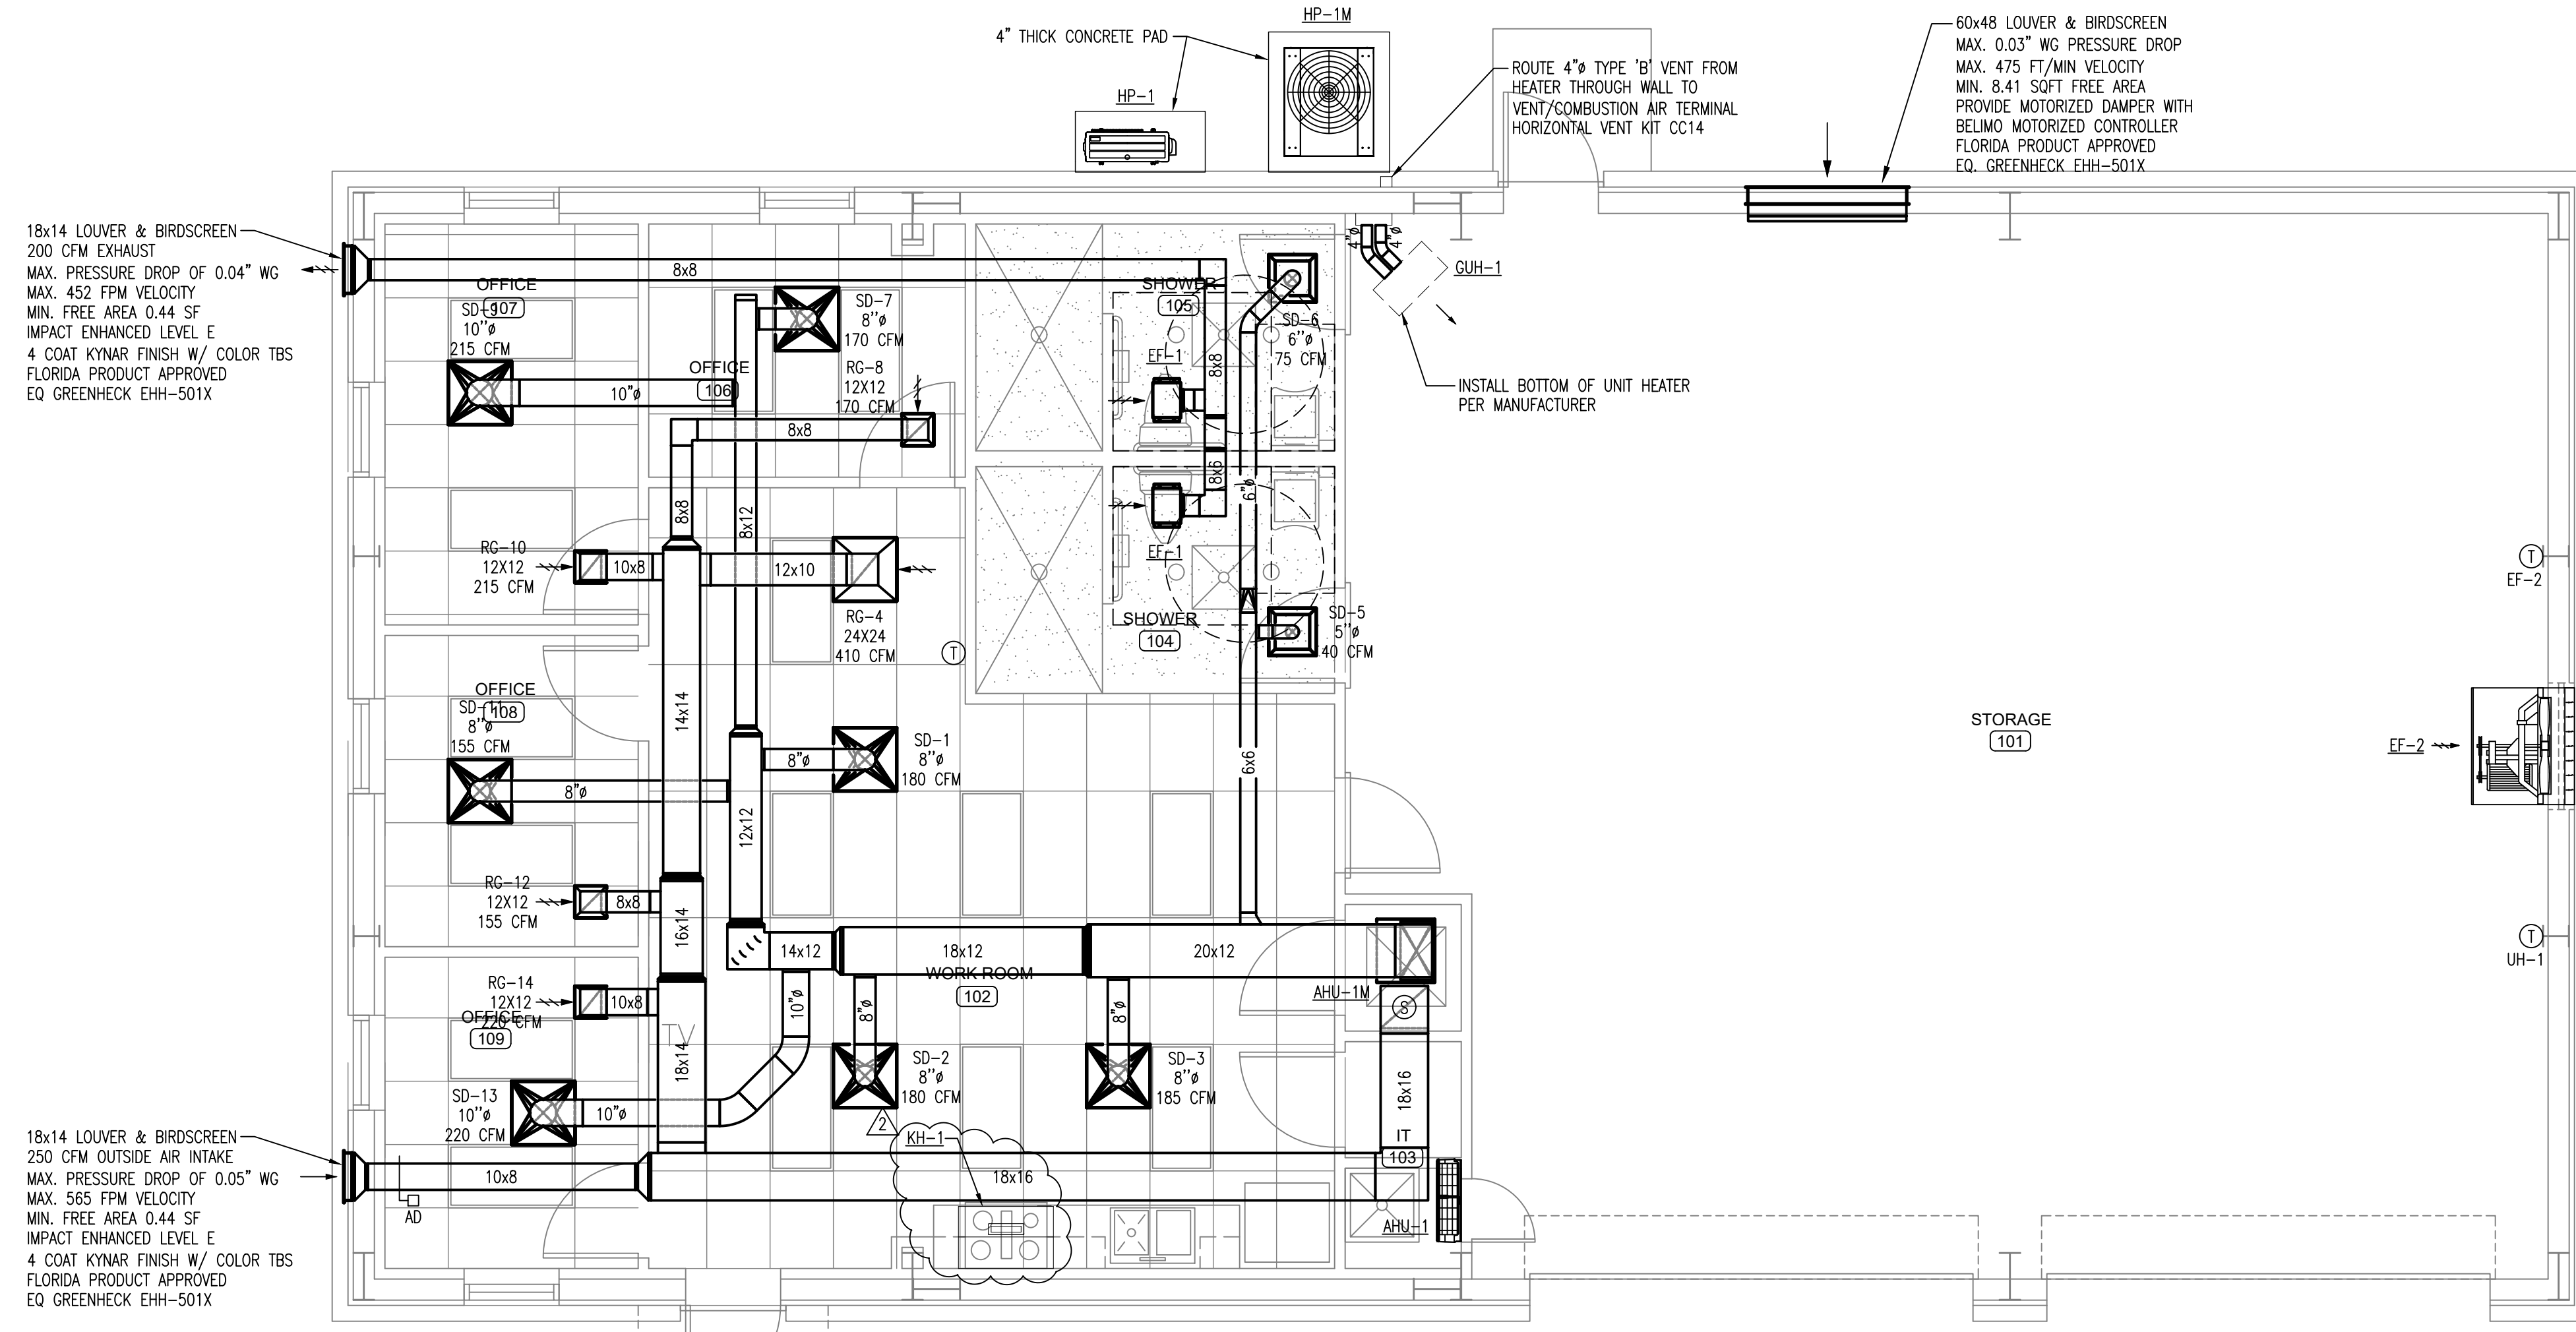 HP-1M
4" THICK CONCRETE PAD
HP-1
ROUTE 4"ø TYPE 'B' VENT FROM
HEATER THROUGH WALL TO
VENT/COMBUSTION AIR TERMINAL
HORIZONTAL VENT KIT CC14
60x48 LOUVER & BIRDSCREEN
MAX. 0.03" WG PRESSURE DROP
MAX. 475 FT/MIN VELOCITY
MIN. 8.41 SQFT FREE AREA
PROVIDE MOTORIZED DAMPER WITH
BELIMO MOTORIZED CONTROLLER
FLORIDA PRODUCT APPROVED
EQ. GREENHECK EHH-501X
18x14 LOUVER & BIRDSCREEN
200 CFM EXHAUST
MAX. PRESSURE DROP OF 0.04" WG
MAX. 452 FPM VELOCITY
MIN. FREE AREA 0.44 SF
IMPACT ENHANCED LEVEL E
4 COAT KYNAR FINISH W/ COLOR TBS
FLORIDA PRODUCT APPROVED
EQ GREENHECK EHH-501X
8x8
4"ø
4"ø
GUH-1
INSTALL BOTTOM OF UNIT HEATER
PER MANUFACTURER
OFFICE
107
SD-9
10"ø
215 CFM
10"ø
SD-7
8"ø
170 CFM
OFFICE
106
RG-8
12X12
170 CFM
8x8
8x8
8x12
SHOWER
105
EF-1
8x8
SD-6
6"ø
75 CFM
8x6
6"ø
EF-1
SHOWER
104
SD-5
5"ø
40 CFM
RG-10
12X12
215 CFM
10x8
12x10
RG-4
24X24
410 CFM
T
14x14
OFFICE
108
SD-11
8"ø
155 CFM
8"ø
SD-1
8"ø
180 CFM
8"ø
12x12
6x6
STORAGE
101
T
EF-2
EF-2
T
UH-1
RG-12
12X12
155 CFM
8x8
16x14
14x12
18x12
20x12
WORK ROOM
102
AHU-1M
S
RG-14
12X12
220 CFM
10x8
OFFICE
109
TV
18x14
10"ø
8"ø
8"ø
SD-2
8"ø
180 CFM
SD-3
8"ø
185 CFM
SD-13
10"ø
220 CFM
10"ø
2
KH-1
18x16
IT
103
18x16
AHU-1
10x8
AD
18x14 LOUVER & BIRDSCREEN
250 CFM OUTSIDE AIR INTAKE
MAX. PRESSURE DROP OF 0.05" WG
MAX. 565 FPM VELOCITY
MIN. FREE AREA 0.44 SF
IMPACT ENHANCED LEVEL E
4 COAT KYNAR FINISH W/ COLOR TBS
FLORIDA PRODUCT APPROVED
EQ GREENHECK EHH-501X